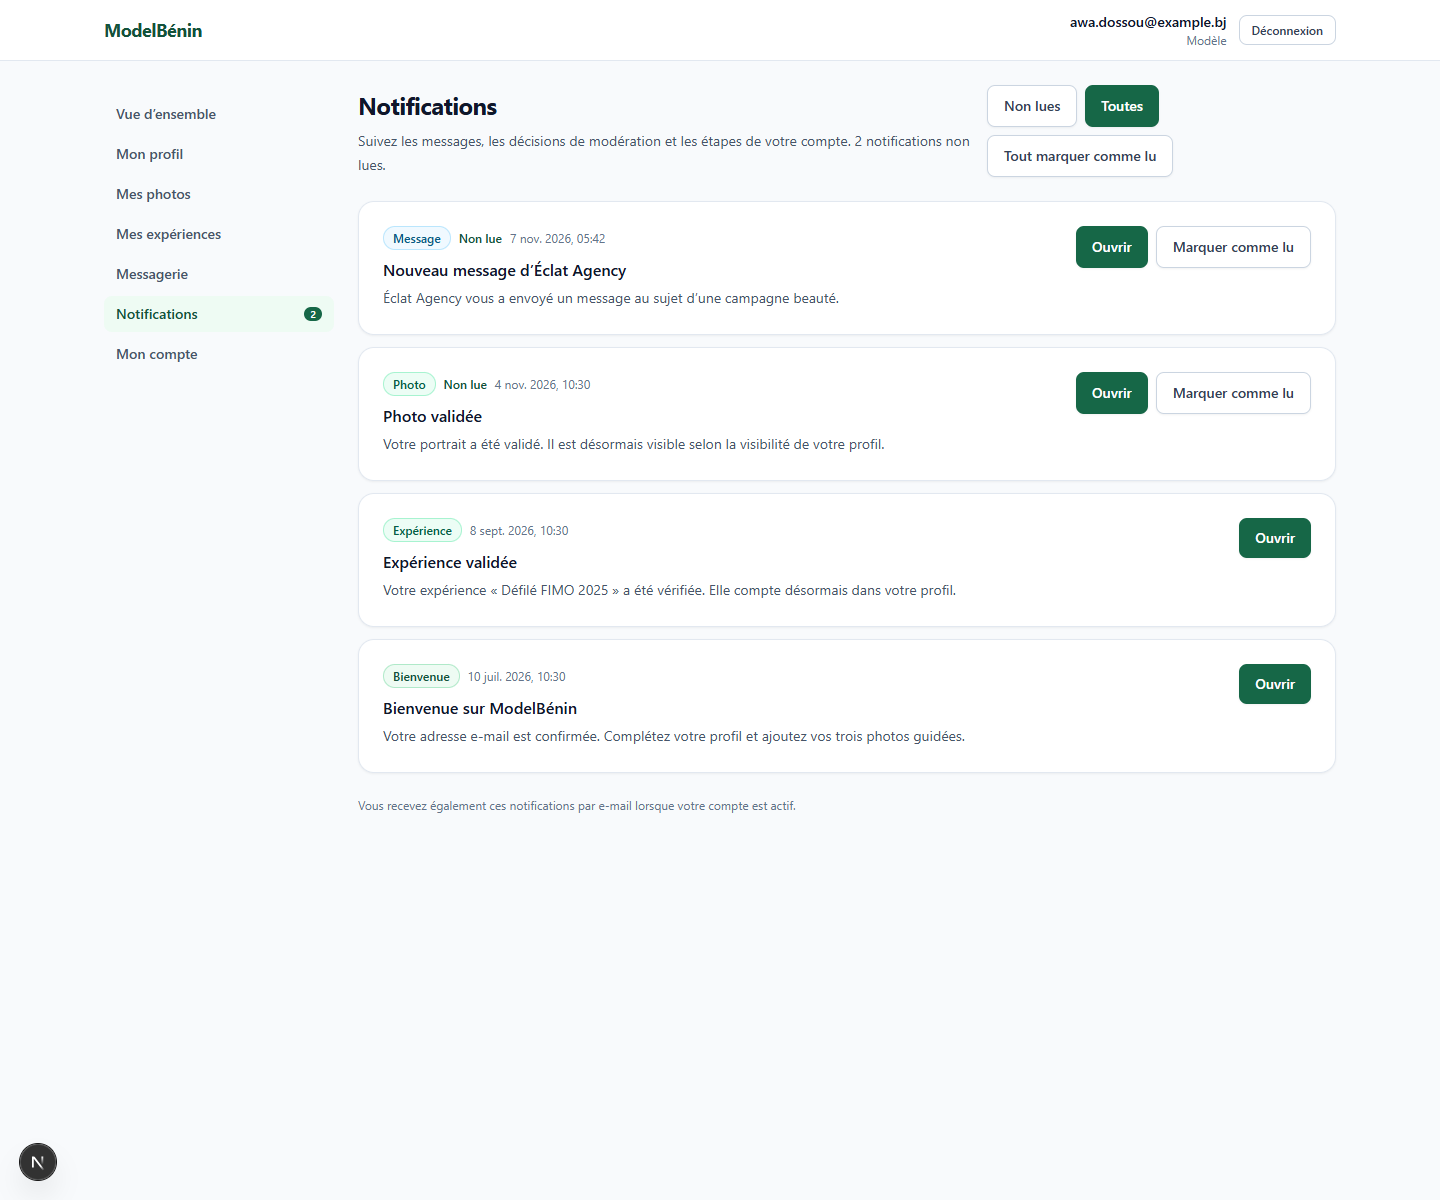 ModelBénin
awa.dossou@example.bj
Modèle
Déconnexion
Vue d’ensemble
Mon profil
Mes photos
Mes expériences
Messagerie
Notifications 2
Mon compte
Notifications
Suivez les messages, les décisions de modération et les étapes de votre compte. 2 notifications non
lues.
Non lues Toutes
Tout marquer comme lu
Message Non lue 7 nov. 2026, 05:42
Nouveau message d’Éclat Agency
Éclat Agency vous a envoyé un message au sujet d’une campagne beauté.
Ouvrir Marquer comme lu
Photo Non lue 4 nov. 2026, 10:30
Photo validée
Votre portrait a été validé. Il est désormais visible selon la visibilité de votre profil.
Ouvrir Marquer comme lu
Expérience 8 sept. 2026, 10:30
Expérience validée
Votre expérience « Défilé FIMO 2025 » a été vérifiée. Elle compte désormais dans votre profil.
Ouvrir
Bienvenue 10 juil. 2026, 10:30
Bienvenue sur ModelBénin
Votre adresse e-mail est confirmée. Complétez votre profil et ajoutez vos trois photos guidées.
Ouvrir
Vous recevez également ces notifications par e-mail lorsque votre compte est actif.
N